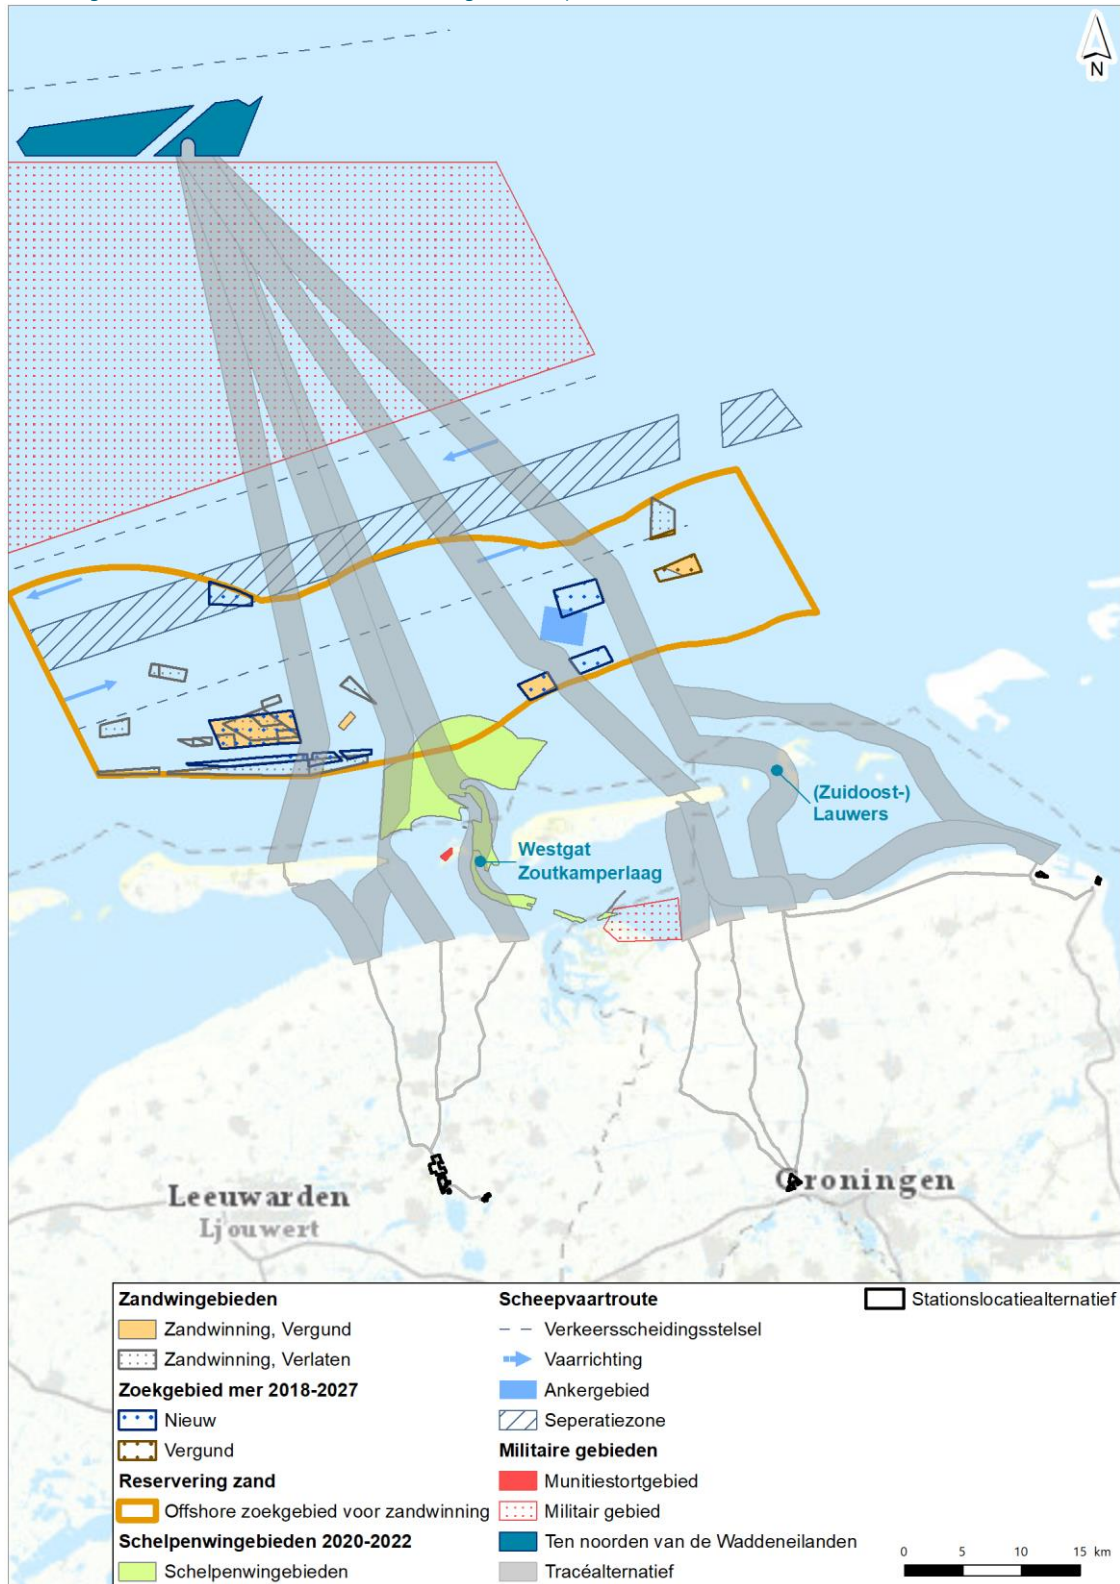 N
(Zuidoost-)
Lauwers
Westgat
Zoutkamperlaag
Leeuwarden
Ljouwert
Groningen
Zandwingebieden
Zandwinning, Vergund
Zandwinning, Verlaten
Zoekgebied mer 2018-2027
Nieuw
Vergund
Reservering zand
Offshore zoekgebied voor zandwinning
Schelpenwingebieden 2020-2022
Schelpenwingebieden
Scheepvaartroute
Verkeersscheidingsstelsel
Vaarrichting
Ankergebied
Seperatiezone
Militaire gebieden
Munitiestortgebied
Militair gebied
Ten noorden van de Waddeneilanden
Tracéalternatief
Stationslocatiealternatief
0 5 10 15 km